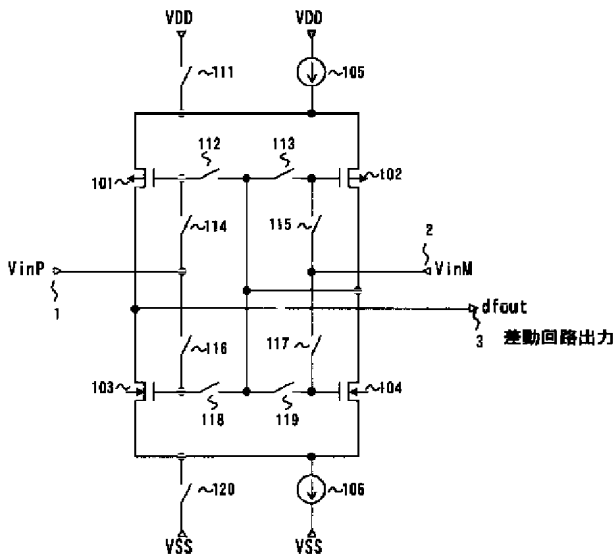 VDD VDD
111 105
112 113
101 102
114 115
2
VinP VinM
1
dfout
3 差動回路出力
116 117
103 104
118 119
120 106
VSS VSS